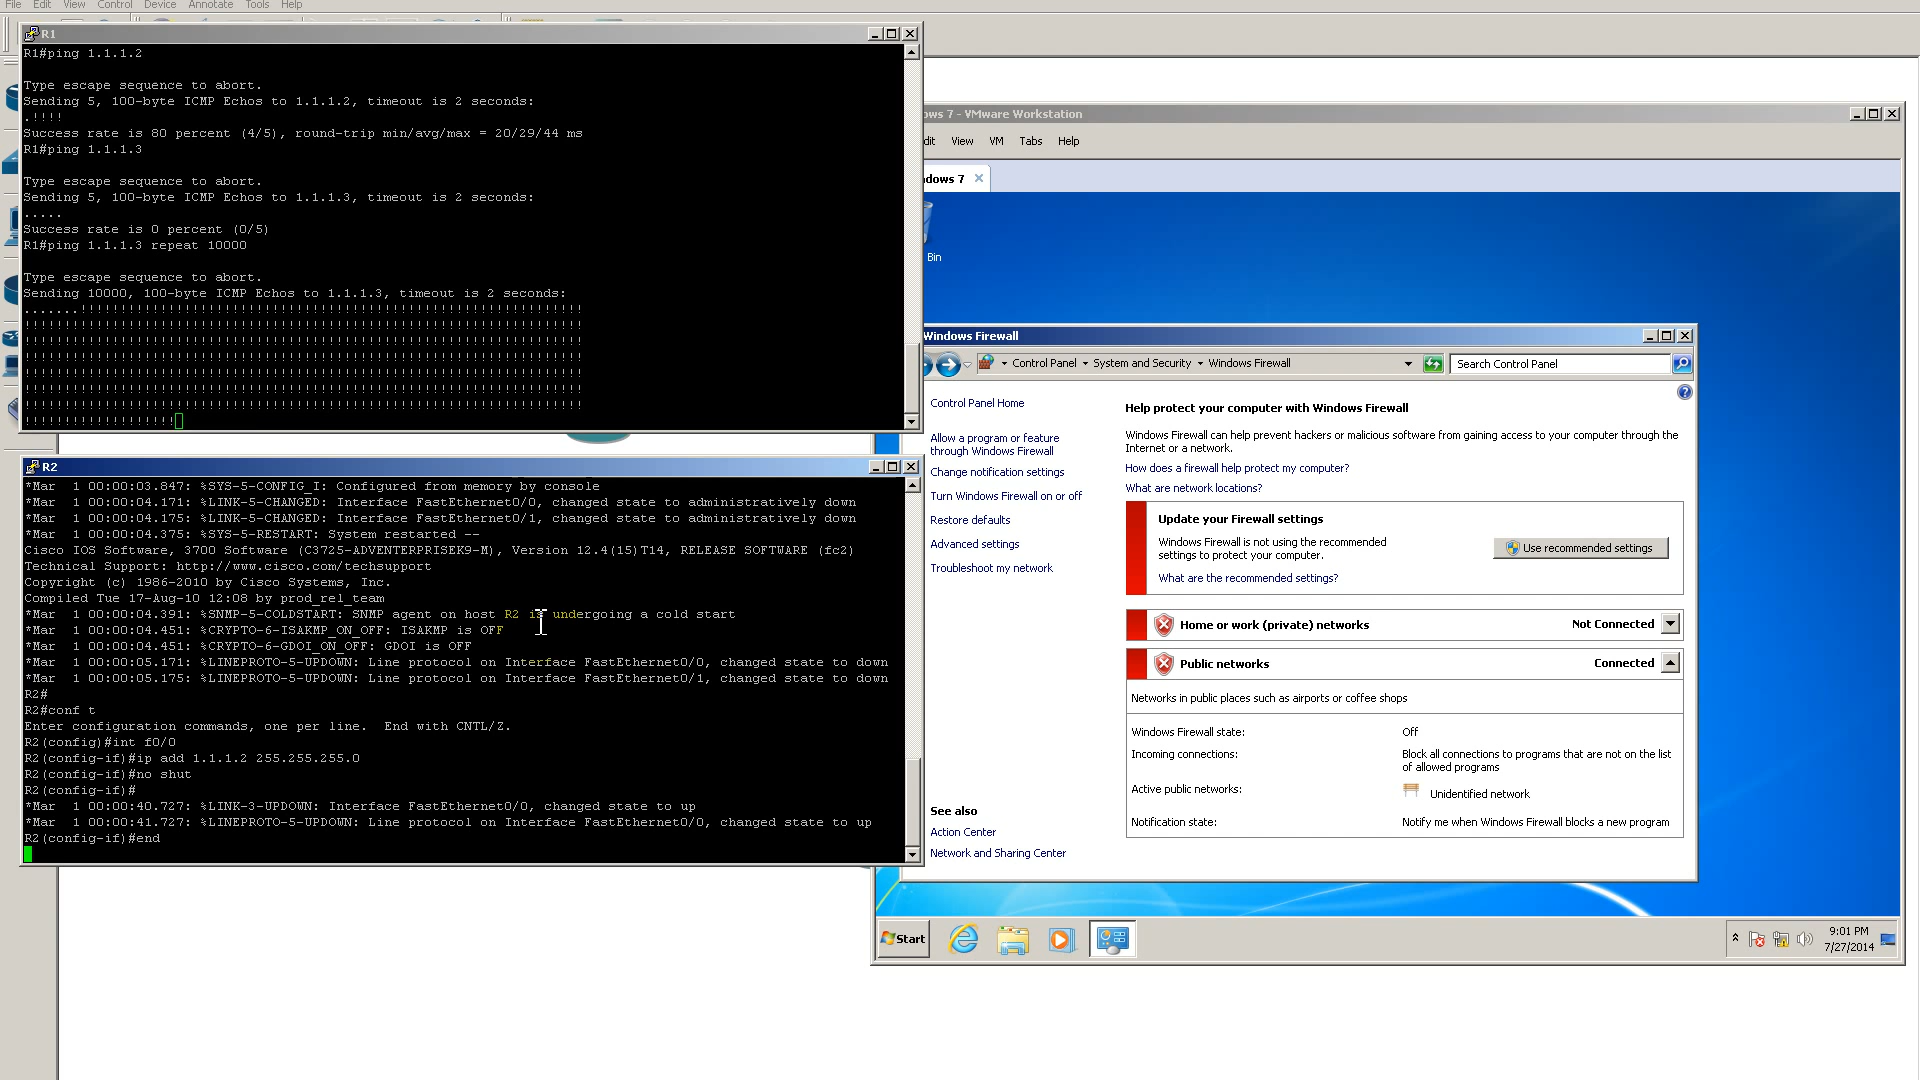 File Edit View Control Device Annotate Tools Help
R1
R1#ping 1.1.1.2
Type escape sequence to abort.
Sending 5, 100-byte ICMP Echos to 1.1.1.2, timeout is 2 seconds:
.!!!!
Success rate is 80 percent (4/5), round-trip min/avg/max = 20/29/44 ms
R1#ping 1.1.1.3
Type escape sequence to abort.
Sending 5, 100-byte ICMP Echos to 1.1.1.3, timeout is 2 seconds:
.....
Success rate is 0 percent (0/5)
R1#ping 1.1.1.3 repeat 10000
Type escape sequence to abort.
Sending 10000, 100-byte ICMP Echos to 1.1.1.3, timeout is 2 seconds:
R2
*Mar 1 00:00:03.847: %SYS-5-CONFIG_I: Configured from memory by console
*Mar 1 00:00:04.171: %LINK-5-CHANGED: Interface FastEthernet0/0, changed state to administratively down
*Mar 1 00:00:04.175: %LINK-5-CHANGED: Interface FastEthernet0/1, changed state to administratively down
*Mar 1 00:00:04.375: %SYS-5-RESTART: System restarted --
Cisco IOS Software, 3700 Software (C3725-ADVENTERPRISEK9-M), Version 12.4(15)T14, RELEASE SOFTWARE (fc2)
Technical Support: http://www.cisco.com/techsupport
Copyright (c) 1986-2010 by Cisco Systems, Inc.
Compiled Tue 17-Aug-10 12:08 by prod_rel_team
*Mar 1 00:00:04.391: %SNMP-5-COLDSTART: SNMP agent on host R2 is undergoing a cold start
*Mar 1 00:00:04.451: %CRYPTO-6-ISAKMP_ON_OFF: ISAKMP is OFF
*Mar 1 00:00:04.451: %CRYPTO-6-GDOI_ON_OFF: GDOI is OFF
*Mar 1 00:00:05.171: %LINEPROTO-5-UPDOWN: Line protocol on Interface FastEthernet0/0, changed state to down
*Mar 1 00:00:05.175: %LINEPROTO-5-UPDOWN: Line protocol on Interface FastEthernet0/1, changed state to down
R2#
R2#conf t
Enter configuration commands, one per line. End with CNTL/Z.
R2(config)#int f0/0
R2(config-if)#ip add 1.1.1.2 255.255.255.0
R2(config-if)#no shut
R2(config-if)#
*Mar 1 00:00:40.727: %LINK-3-UPDOWN: Interface FastEthernet0/0, changed state to up
*Mar 1 00:00:41.727: %LINEPROTO-5-UPDOWN: Line protocol on Interface FastEthernet0/0, changed state to up
R2(config-if)#end
ows 7 - VMware Workstation
dit View VM Tabs Help
dows 7
Bin
Windows Firewall
Control Panel System and Security Windows Firewall
Search Control Panel
Control Panel Home
Allow a program or feature
through Windows Firewall
Change notification settings
Turn Windows Firewall on or off
Restore defaults
Advanced settings
Troubleshoot my network
See also
Action Center
Network and Sharing Center
Help protect your computer with Windows Firewall
Windows Firewall can help prevent hackers or malicious software from gaining access to your computer through the
Internet or a network.
How does a firewall help protect my computer?
What are network locations?
Update your Firewall settings
Windows Firewall is not using the recommended
settings to protect your computer.
What are the recommended settings?
Use recommended settings
Home or work (private) networks Not Connected
Public networks Connected
Networks in public places such as airports or coffee shops
Windows Firewall state: Off
Incoming connections: Block all connections to programs that are not on the list
of allowed programs
Active public networks: Unidentified network
Notification state: Notify me when Windows Firewall blocks a new program
Start
9:01 PM
7/27/2014